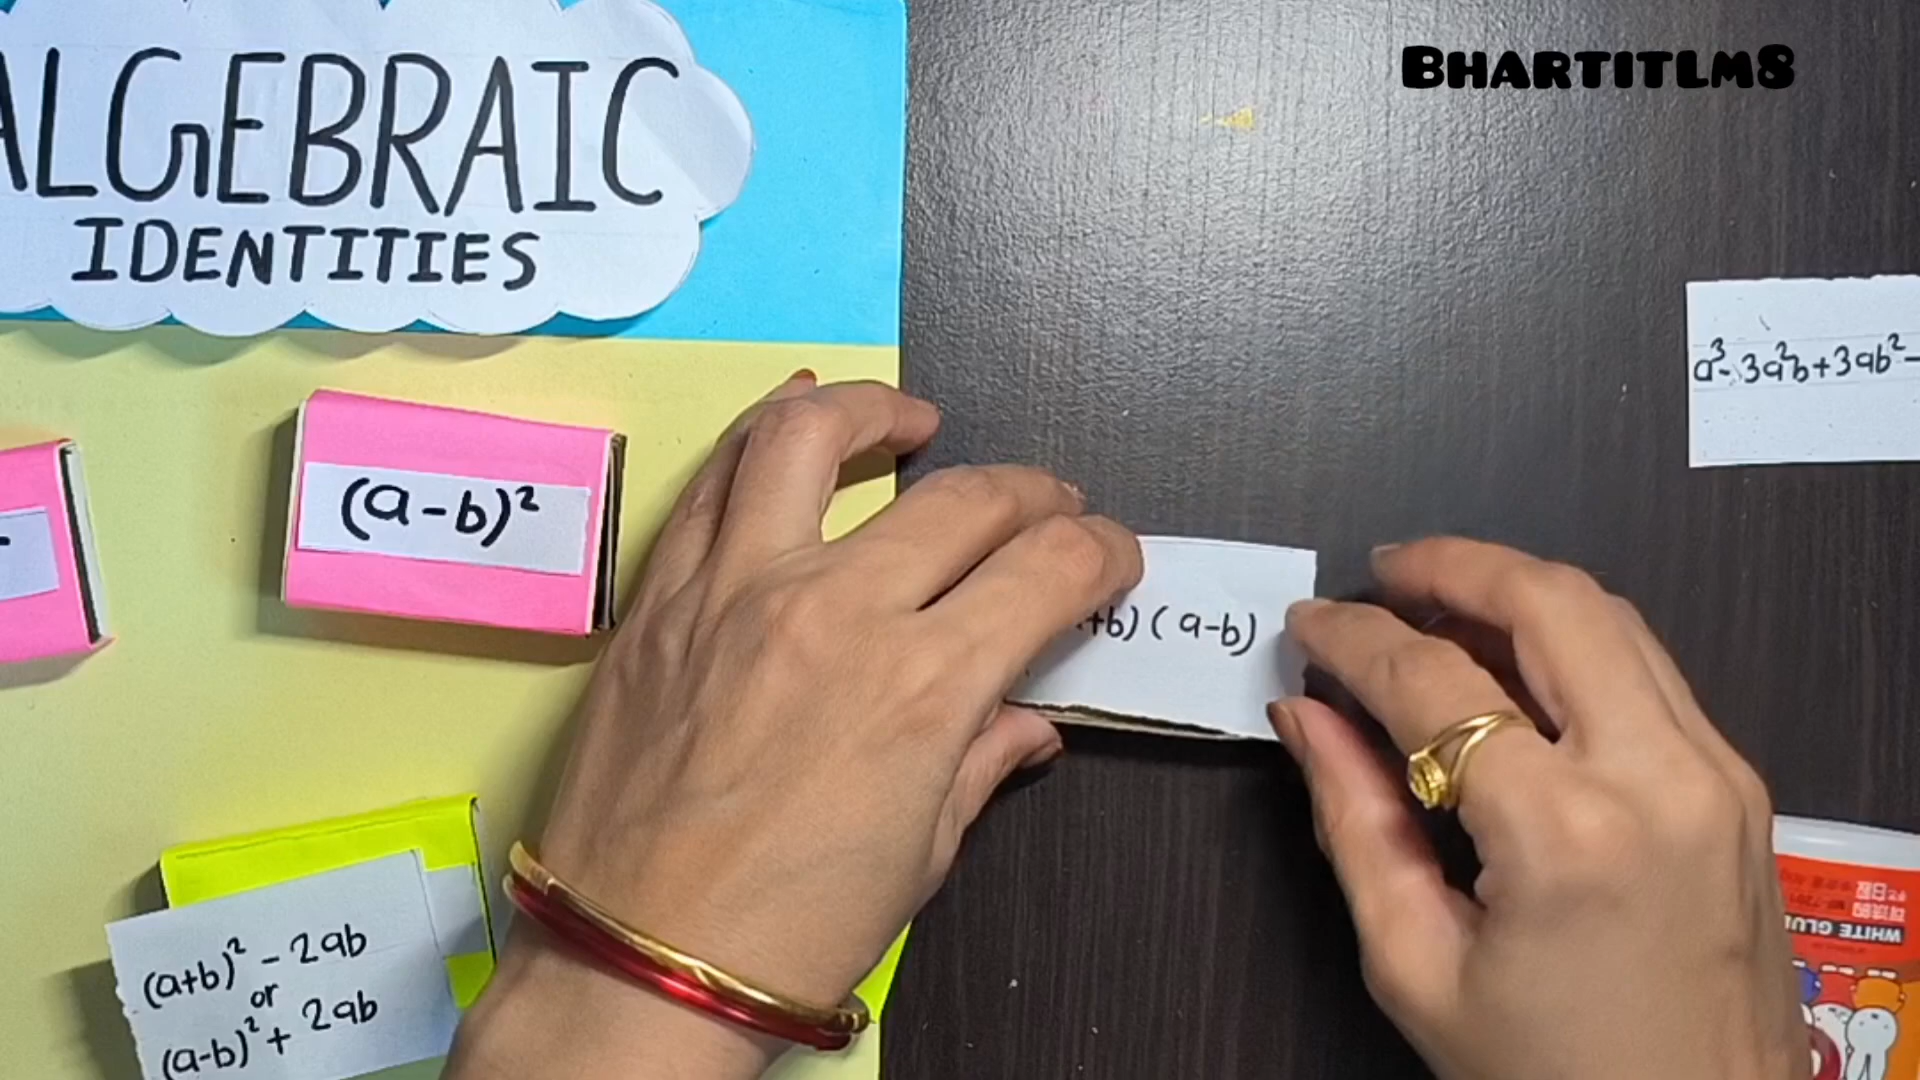 ALGEBRAIC
IDENTITIES
BHARTITLM8
a³-3a²b+3ab²-
(a-b)²
+b) ( a-b)
(a+b)² - 2ab
or
(a-b)² + 2ab
WHITE GLUE